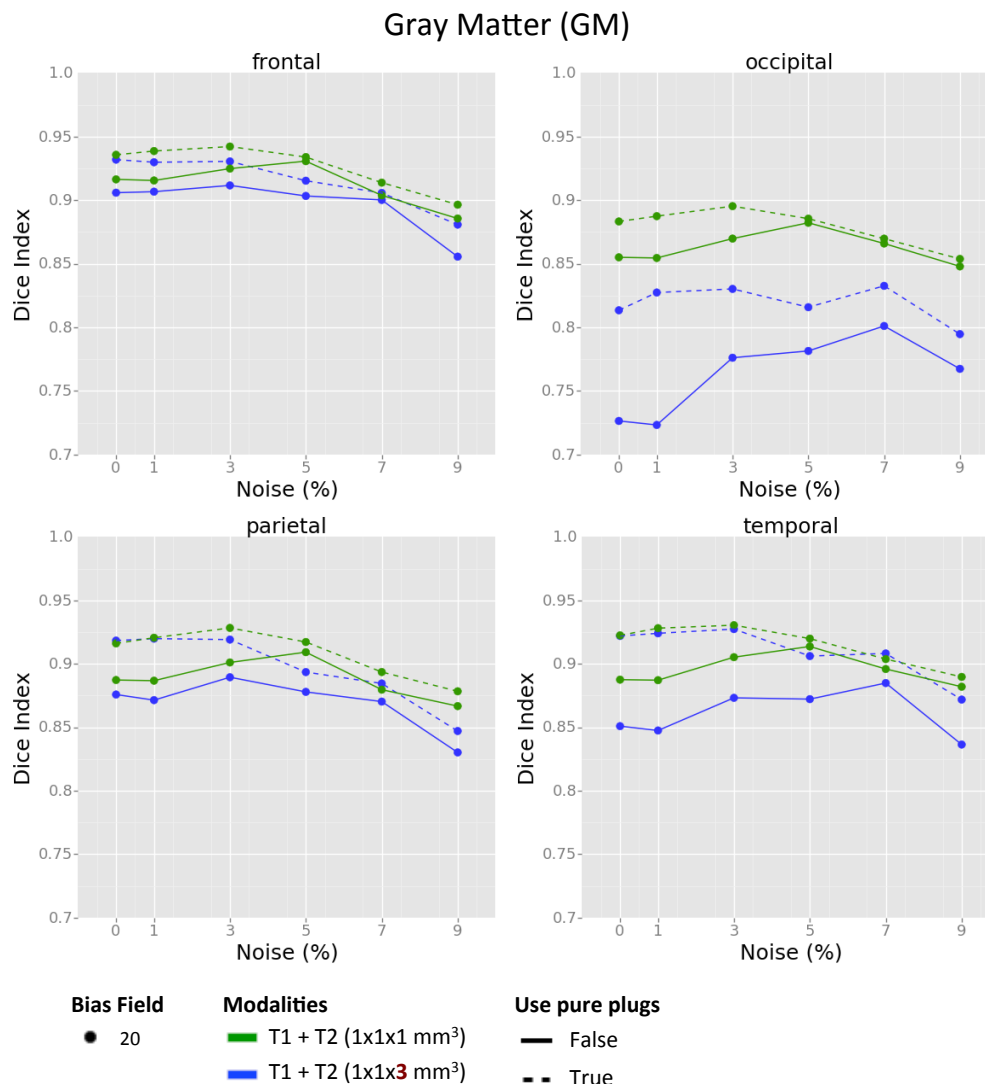 Gray Matter (GM)
frontal
1.0
0.95
0.9
0.85
0.8
0.75
0.7
Dice Index
0 1 3 5 7 9
Noise (%)
occipital
1.0
0.95
0.9
0.85
0.8
0.75
0.7
Dice Index
0 1 3 5 7 9
Noise (%)
parietal
1.0
0.95
0.9
0.85
0.8
0.75
0.7
Dice Index
0 1 3 5 7 9
Noise (%)
temporal
1.0
0.95
0.9
0.85
0.8
0.75
0.7
Dice Index
0 1 3 5 7 9
Noise (%)
Bias Field
20
Modalities
T1 + T2 (1x1x1 mm³)
T1 + T2 (1x1x3 mm³)
Use pure plugs
False
True